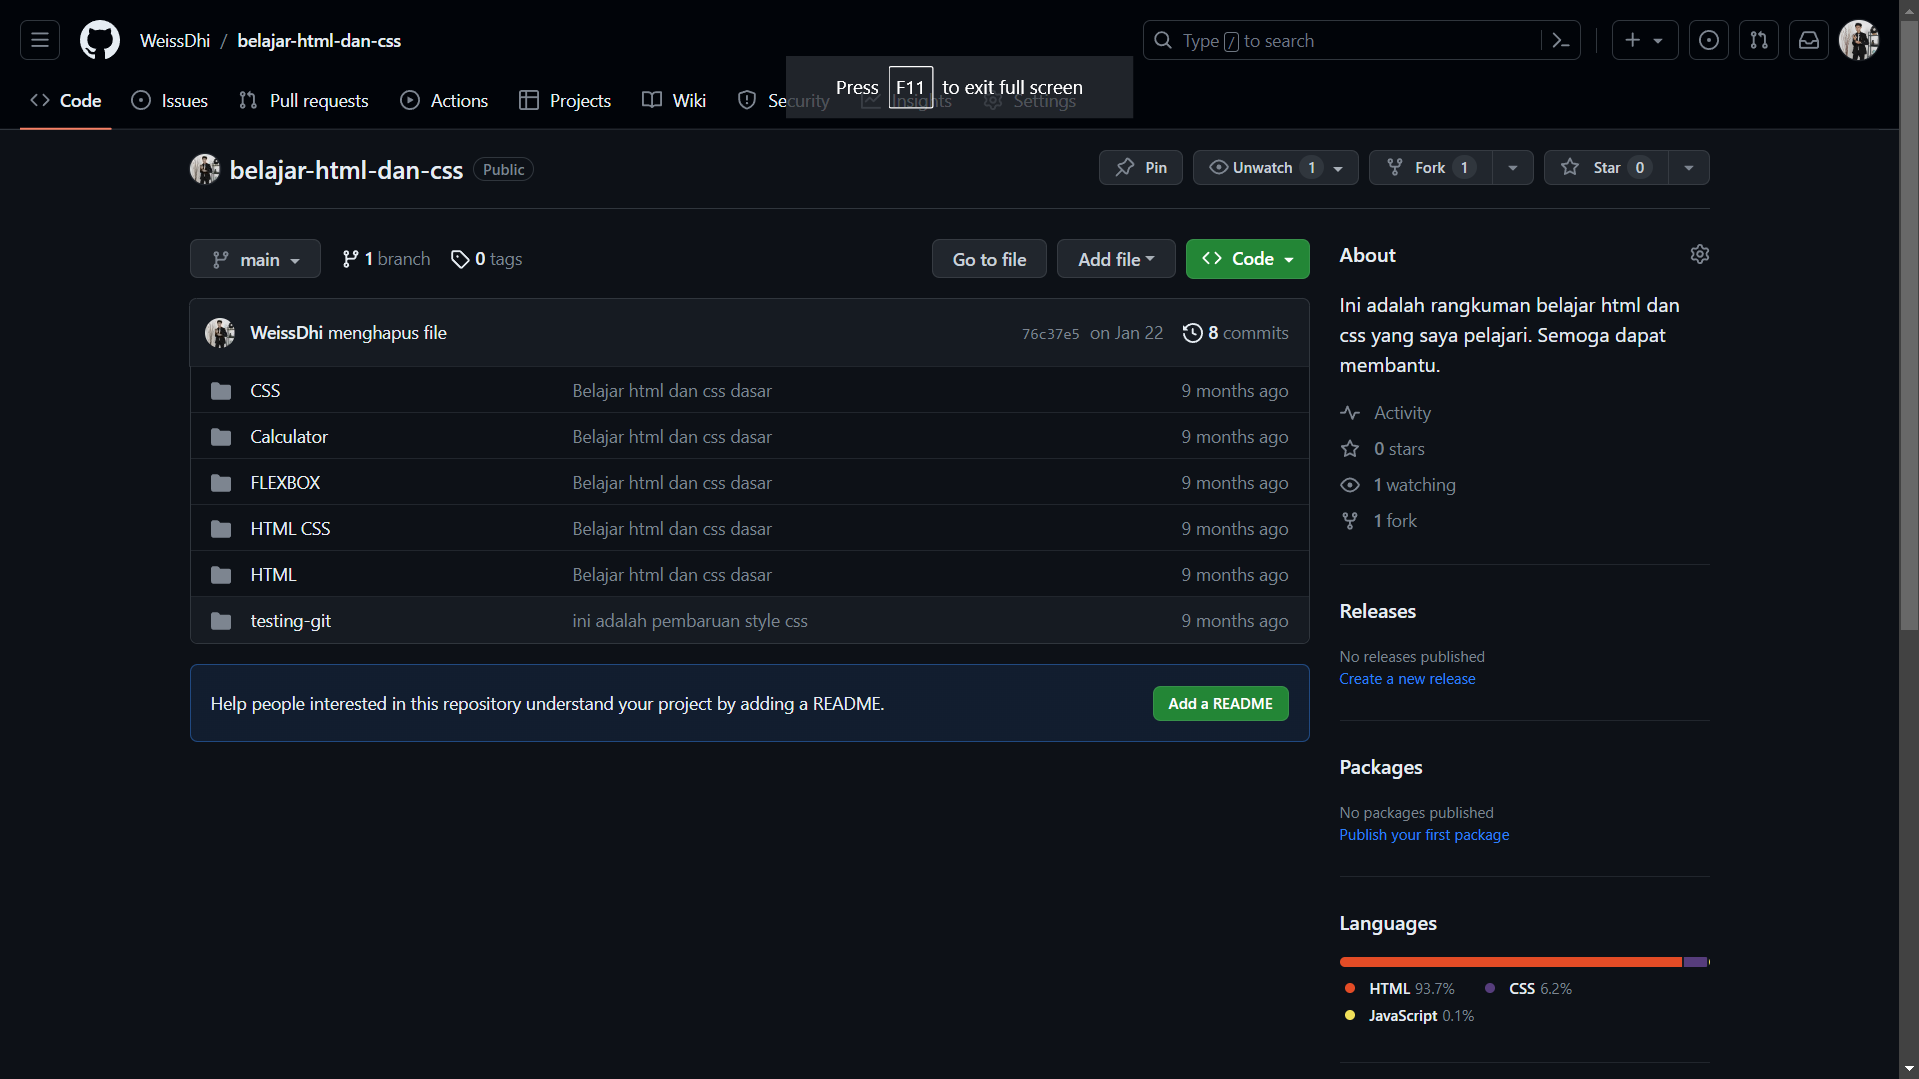 WeissDhi / belajar-html-dan-css
Type / to search
Code
Issues
Pull requests
Actions
Projects
Wiki
Security
Insights
Settings
Press F11 to exit full screen
belajar-html-dan-css Public
Pin
Unwatch 1
Fork 1
Star 0
main
1 branch
0 tags
Go to file
Add file
Code
WeissDhi menghapus file 76c37e5 on Jan 22 8 commits
CSS Belajar html dan css dasar 9 months ago
Calculator Belajar html dan css dasar 9 months ago
FLEXBOX Belajar html dan css dasar 9 months ago
HTML CSS Belajar html dan css dasar 9 months ago
HTML Belajar html dan css dasar 9 months ago
testing-git ini adalah pembaruan style css 9 months ago
Help people interested in this repository understand your project by adding a README.
Add a README
About
Ini adalah rangkuman belajar html dan
css yang saya pelajari. Semoga dapat
membantu.
Activity
0 stars
1 watching
1 fork
Releases
No releases published
Create a new release
Packages
No packages published
Publish your first package
Languages
HTML 93.7% CSS 6.2%
JavaScript 0.1%